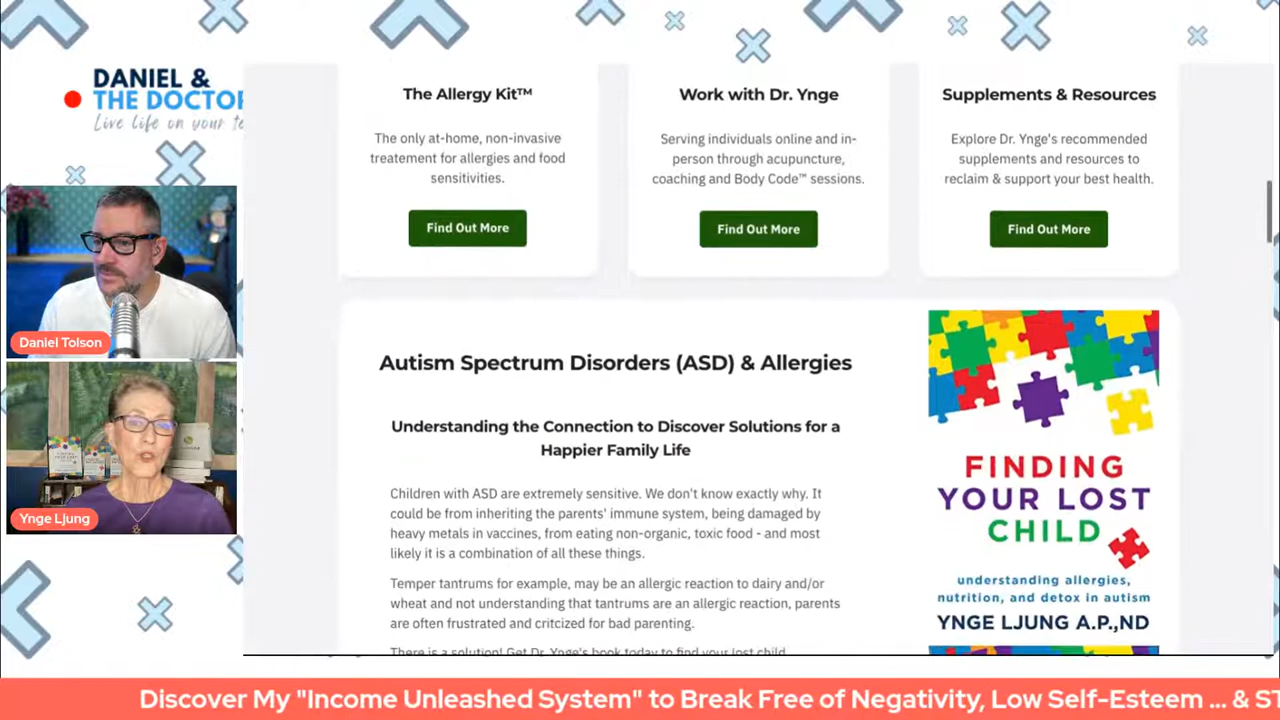 DANIEL &
THE DOCTOR
Live life on your te
The Allergy Kit™
The only at-home, non-invasive
treatement for allergies and food
sensitivities.
Find Out More
Work with Dr. Ynge
Serving individuals online and in-
person through acupuncture,
coaching and Body Code™ sessions.
Find Out More
Supplements & Resources
Explore Dr. Ynge's recommended
supplements and resources to
reclaim & support your best health.
Find Out More
Daniel Tolson
Ynge Ljung
Autism Spectrum Disorders (ASD) & Allergies
Understanding the Connection to Discover Solutions for a
Happier Family Life
Children with ASD are extremely sensitive. We don't know exactly why. It
could be from inheriting the parents' immune system, being damaged by
heavy metals in vaccines, from eating non-organic, toxic food - and most
likely it is a combination of all these things.
Temper tantrums for example, may be an allergic reaction to dairy and/or
wheat and not understanding that tantrums are an allergic reaction, parents
are often frustrated and critcized for bad parenting.
There is a solution! Get Dr. Ynge's book today to find your lost child
FINDING
YOUR LOST
CHILD
understanding allergies,
nutrition, and detox in autism
YNGE LJUNG A.P.,ND
Discover My "Income Unleashed System" to Break Free of Negativity, Low Self-Esteem ... & ST